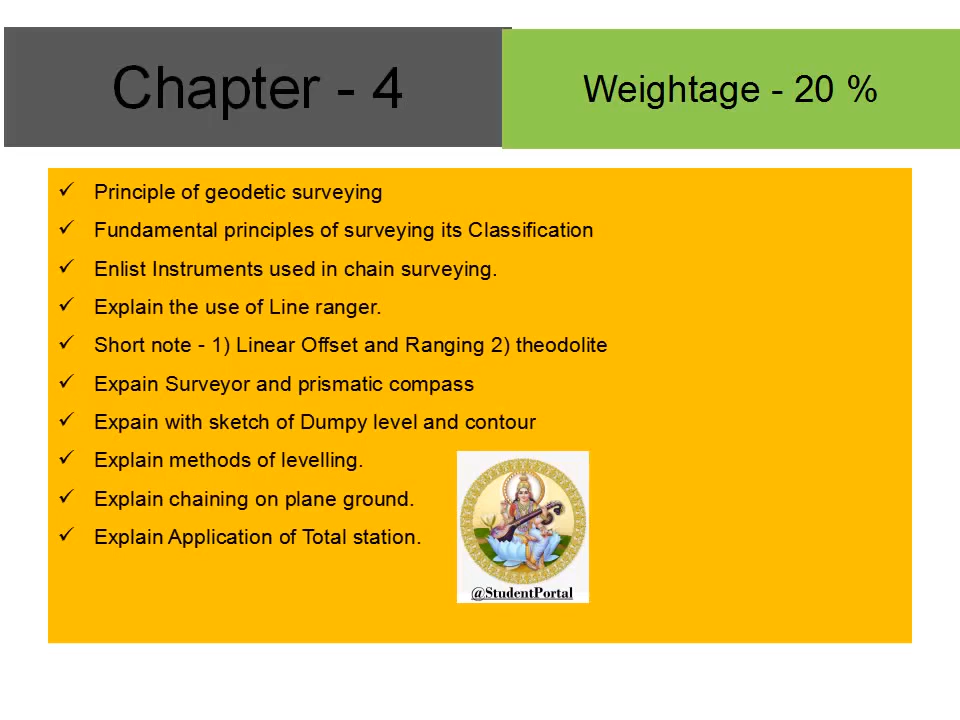 Chapter - 4
Weightage - 20 %
✓ Principle of geodetic surveying
✓ Fundamental principles of surveying its Classification
✓ Enlist Instruments used in chain surveying.
✓ Explain the use of Line ranger.
✓ Short note - 1) Linear Offset and Ranging 2) theodolite
✓ Expain Surveyor and prismatic compass
✓ Expain with sketch of Dumpy level and contour
✓ Explain methods of levelling.
✓ Explain chaining on plane ground.
✓ Explain Application of Total station.
@StudentPortal